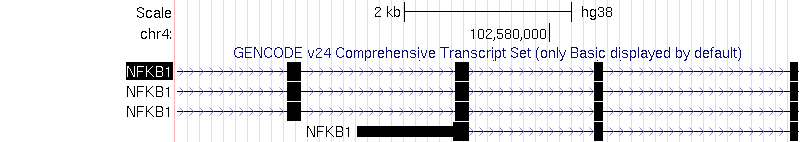 Scale 2 kb hg38
chr4: 102,580,000
GENCODE v24 Comprehensive Transcript Set (only Basic displayed by default)
NFKB1
NFKB1
NFKB1
NFKB1